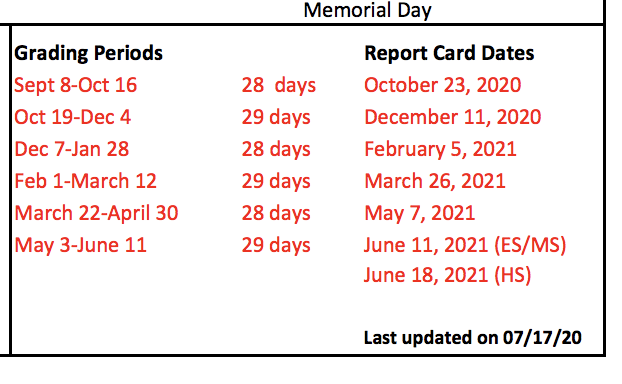 Memorial Day
Grading Periods Report Card Dates
Sept 8-Oct 16 28 days October 23, 2020
Oct 19-Dec 4 29 days December 11, 2020
Dec 7-Jan 28 28 days February 5, 2021
Feb 1-March 12 29 days March 26, 2021
March 22-April 30 28 days May 7, 2021
May 3-June 11 29 days June 11, 2021 (ES/MS)
June 18, 2021 (HS)
Last updated on 07/17/20